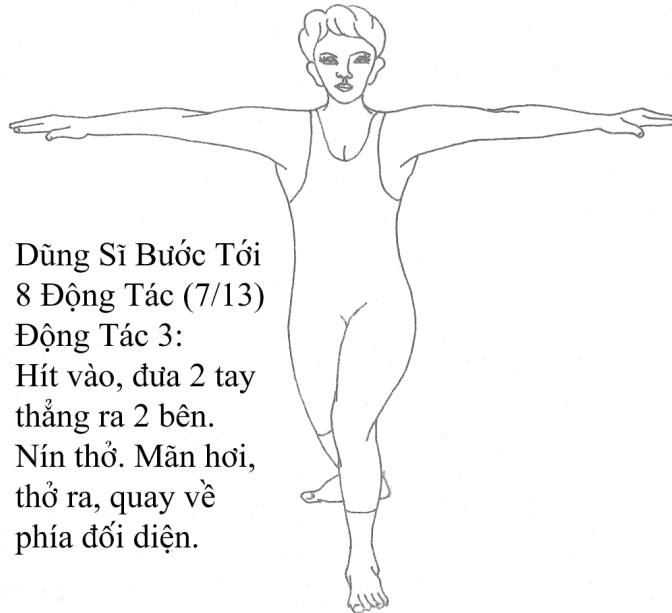 Dũng Sĩ Bước Tới
8 Động Tác (7/13)
Động Tác 3:
Hít vào, đưa 2 tay
thẳng ra 2 bên.
Nín thở. Mãn hơi,
thở ra, quay về
phía đối diện.